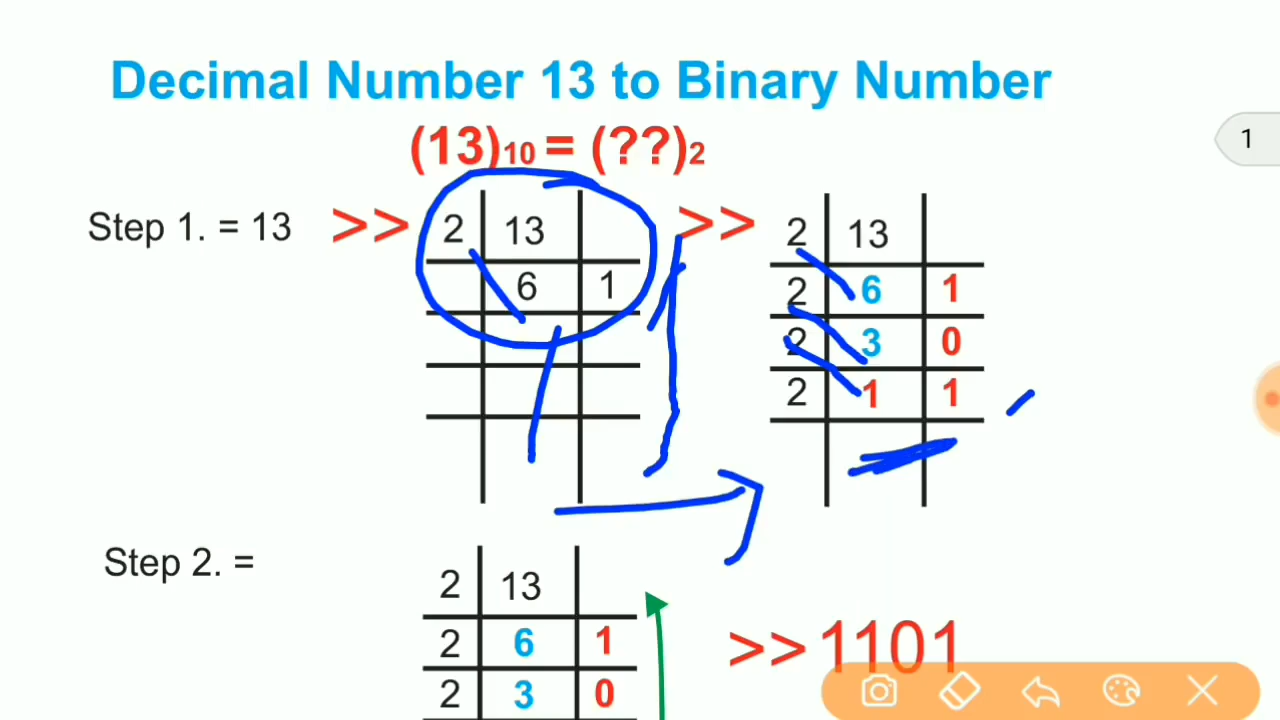 Decimal Number 13 to Binary Number
(13)10 = (??)2
Step 1. = 13 >> 2 13 >> 2 13
6 1 2 6 1
2 3 0
2 1 1
Step 2. =
2 13
2 6 1 >> 1101
2 3 0
1